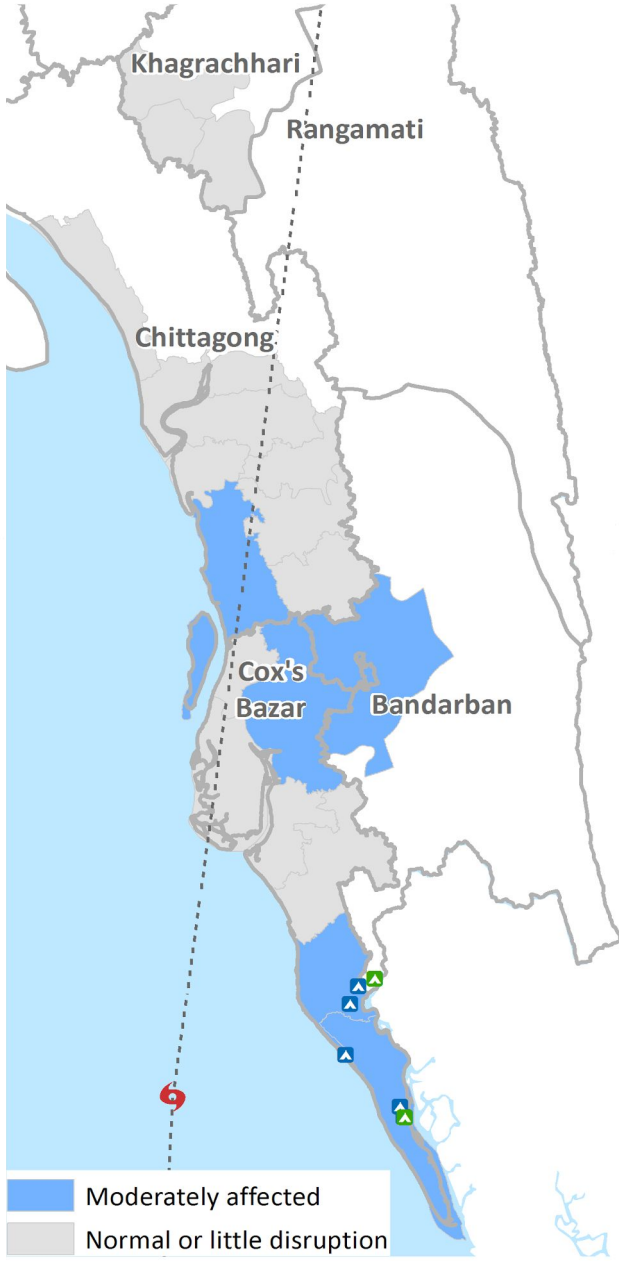 Khagrachhari
Rangamati
Chittagong
Cox's
Bazar
Bandarban
Moderately affected
Normal or little disruption